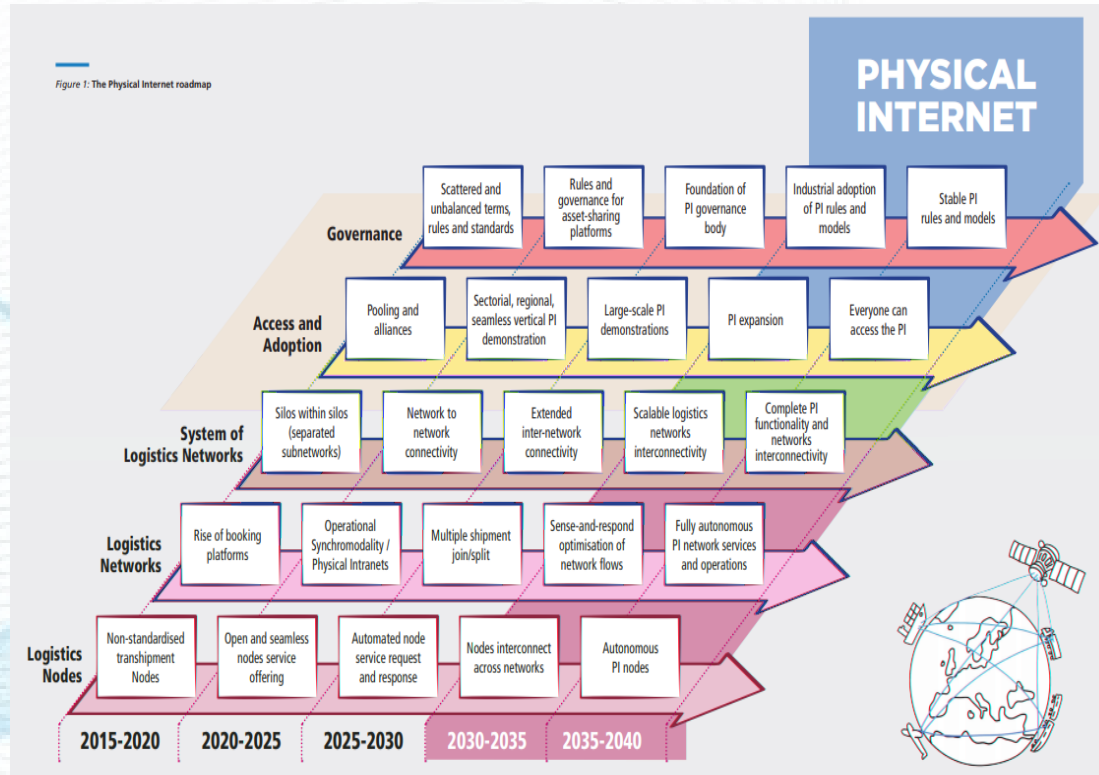 Figure 1: The Physical Internet roadmap
PHYSICAL
INTERNET
Governance
Scattered and
unbalanced terms,
rules and standards
Rules and
governance for
asset-sharing
platforms
Foundation of
PI governance
body
Industrial adoption
of PI rules and
models
Stable PI
rules and models
Access and
Adoption
Pooling and
alliances
Sectorial, regional,
seamless vertical PI
demonstration
Large-scale PI
demonstrations
PI expansion
Everyone can
access the PI
System of
Logistics Networks
Silos within silos
(separated
subnetworks)
Network to
network
connectivity
Extended
inter-network
connectivity
Scalable logistics
networks
interconnectivity
Complete PI
functionality and
networks
interconnectivity
Logistics
Networks
Rise of booking
platforms
Operational
Synchromodality /
Physical Intranets
Multiple shipment
join/split
Sense-and-respond
optimisation of
network flows
Fully autonomous
PI network services
and operations
Logistics
Nodes
Non-standardised
transhipment
Nodes
Open and seamless
nodes service
offering
Automated node
service request
and response
Nodes interconnect
across networks
Autonomous
PI nodes
2015-2020
2020-2025
2025-2030
2030-2035
2035-2040